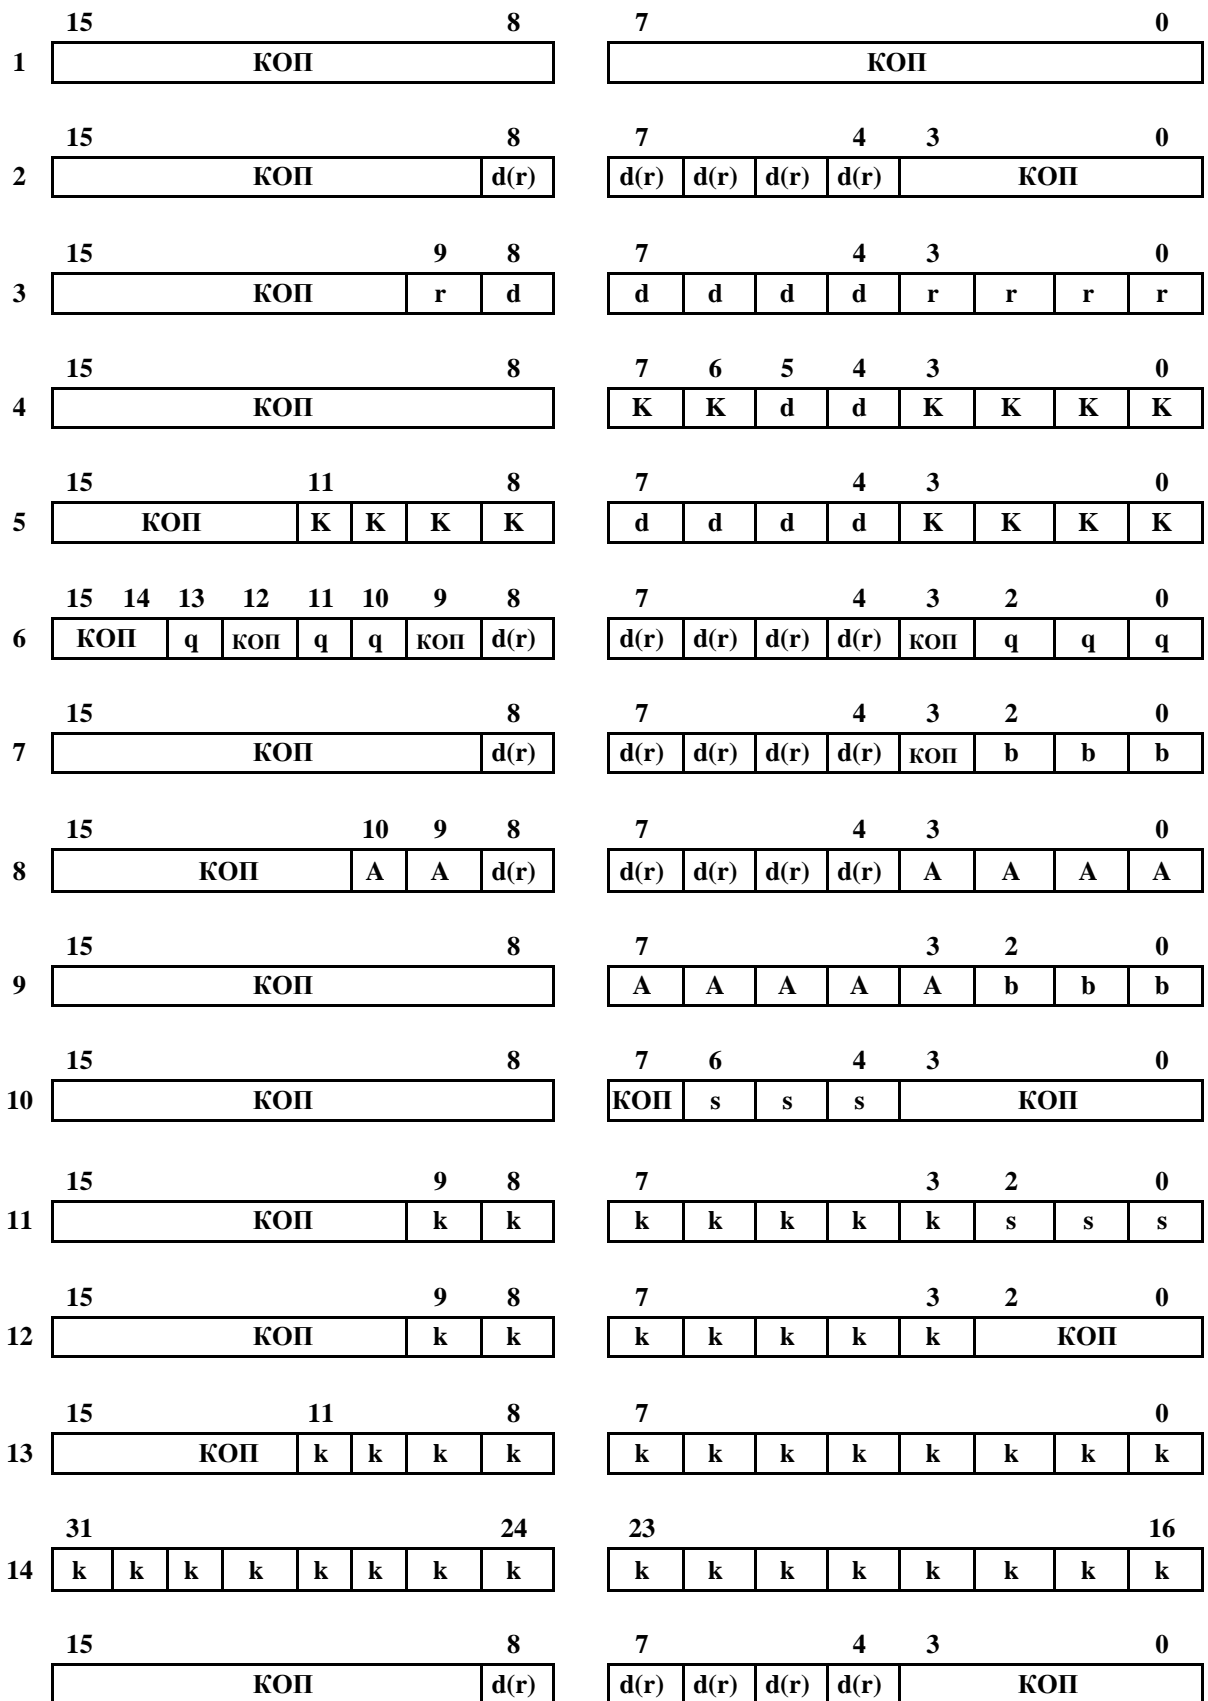 15 8 7 0
1 КОП КОП
15 8 7 4 3 0
2 КОП d(r) d(r) d(r) d(r) d(r) КОП
15 9 8 7 4 3 0
3 КОП r d d d d d r r r r
15 8 7 6 5 4 3 0
4 КОП K K d d K K K K
15 11 8 7 4 3 0
5 КОП K K K K d d d d K K K K
15 14 13 12 11 10 9 8 7 4 3 2 0
6 КОП q КОП q q КОП d(r) d(r) d(r) d(r) d(r) КОП q q q
15 8 7 4 3 2 0
7 КОП d(r) d(r) d(r) d(r) d(r) КОП b b b
15 10 9 8 7 4 3 0
8 КОП A A d(r) d(r) d(r) d(r) d(r) A A A A
15 8 7 3 2 0
9 КОП A A A A A b b b
15 8 7 6 4 3 0
10 КОП КОП s s s КОП
15 9 8 7 3 2 0
11 КОП k k k k k k k s s s
15 9 8 7 3 2 0
12 КОП k k k k k k k КОП
15 11 8 7 0
13 КОП k k k k k k k k k k k k
31 24 23 16
14 k k k k k k k k k k k k k k k k
15 8 7 4 3 0
КОП d(r) d(r) d(r) d(r) d(r) КОП